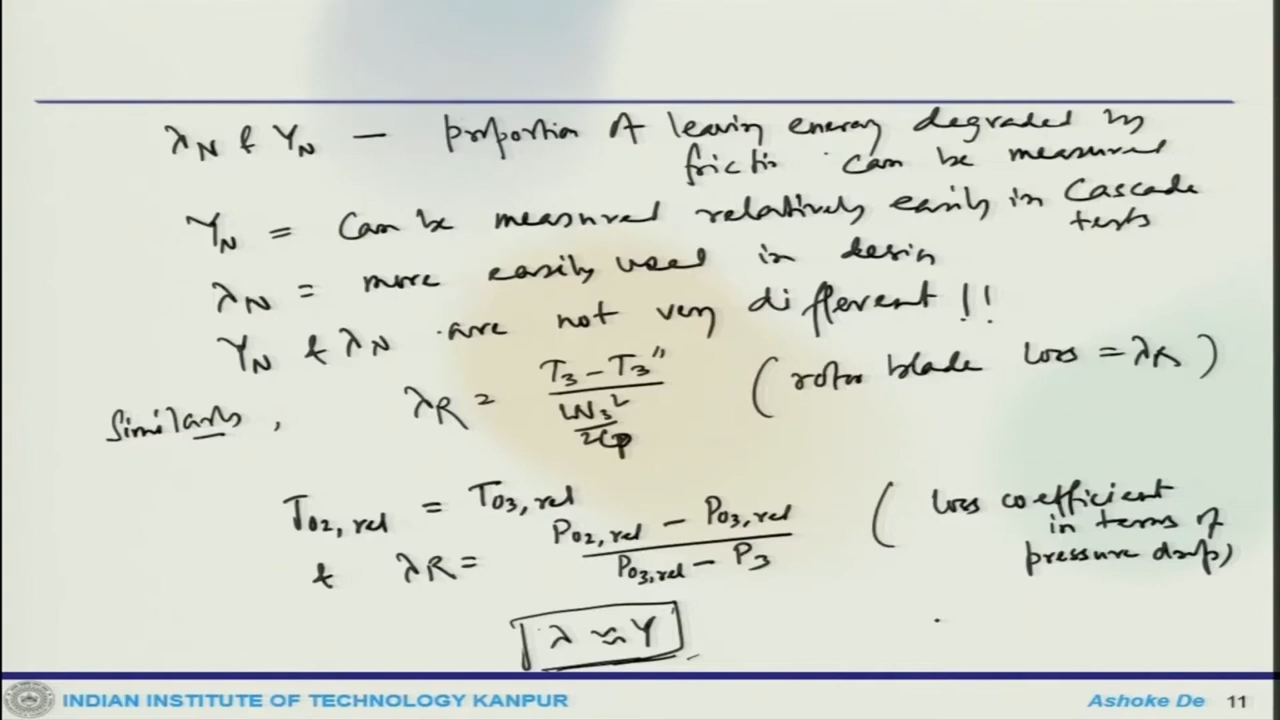 λN & YN — proportion of leaving energy degraded by
friction can be measured
YN = Can be measured relatively easily in Cascade
tests
λN = more easily used in design
YN & λN are not very different!!
Similarly, λR = (T3 − T3″) / (W3² / 2Cp) (rotor blade loss = λR)
T02,rel = T03,rel
& λR = (P02,rel − P03,rel) / (P03,rel − P3) (loss coefficient
in terms of
pressure drop)
λ ≈ Y
INDIAN INSTITUTE OF TECHNOLOGY KANPUR
Ashoke De 11